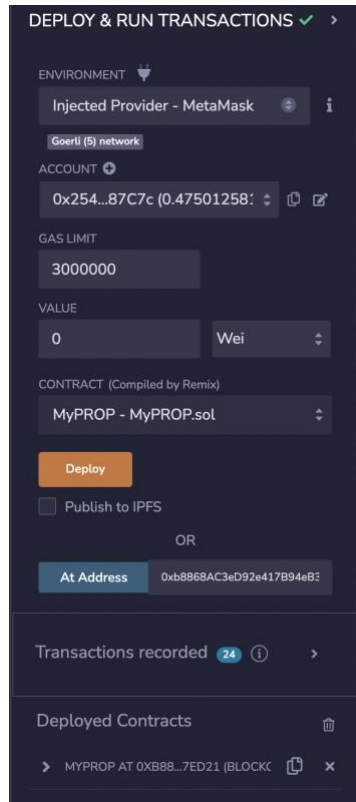 DEPLOY & RUN TRANSACTIONS
ENVIRONMENT
Injected Provider - MetaMask
Goerli (5) network
ACCOUNT
0x254...87C7c (0.47501258
GAS LIMIT
3000000
VALUE
0 Wei
CONTRACT (Compiled by Remix)
MyPROP - MyPROP.sol
Deploy
Publish to IPFS
OR
At Address 0xb8868AC3eD92e417B94eB
Transactions recorded 24
Deployed Contracts
MYPROP AT 0XB88...7ED21 (BLOCKC